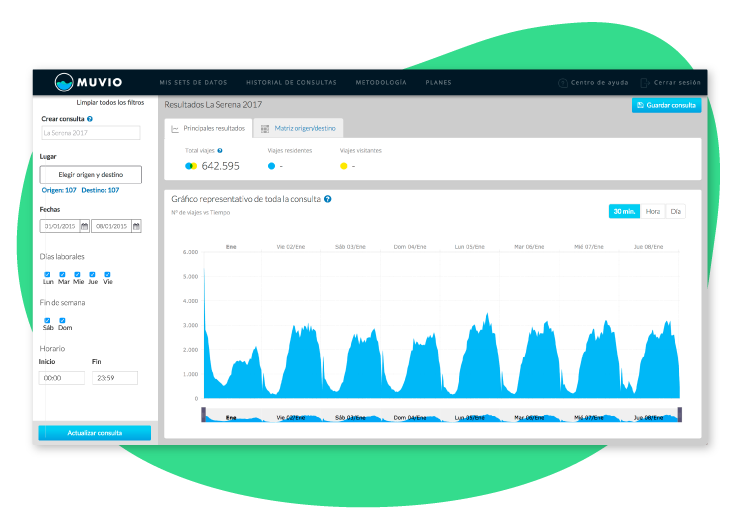 MUVIO
MIS SETS DE DATOS HISTORIAL DE CONSULTAS METODOLOGÍA PLANES Centro de ayuda Cerrar sesión
Limpiar todos los filtros
Crear consulta ?
La Serena 2017
Lugar
Elegir origen y destino
Origen: 107 Destino: 107
Fechas
01/01/2015 08/01/2015
Días laborales
Lun Mar Mie Jue Vie
Fin de semana
Sáb Dom
Horario
Inicio Fin
00:00 23:59
Actualizar consulta
Resultados La Serena 2017
Guardar consulta
Principales resultados Matriz origen/destino
Total viajes ? Viajes residentes Viajes visitantes
642.595 - -
Gráfico representativo de toda la consulta ?
Nº de viajes vs Tiempo
30 min. Hora Día
Ene Vie 02/Ene Sáb 03/Ene Dom 04/Ene Lun 05/Ene Mar 06/Ene Mié 07/Ene Jue 08/Ene
6.000
5.000
4.000
3.000
2.000
1.000
0
Ene Vie 02/Ene Sáb 03/Ene Dom 04/Ene Lun 05/Ene Mar 06/Ene Mié 07/Ene Jue 08/Ene